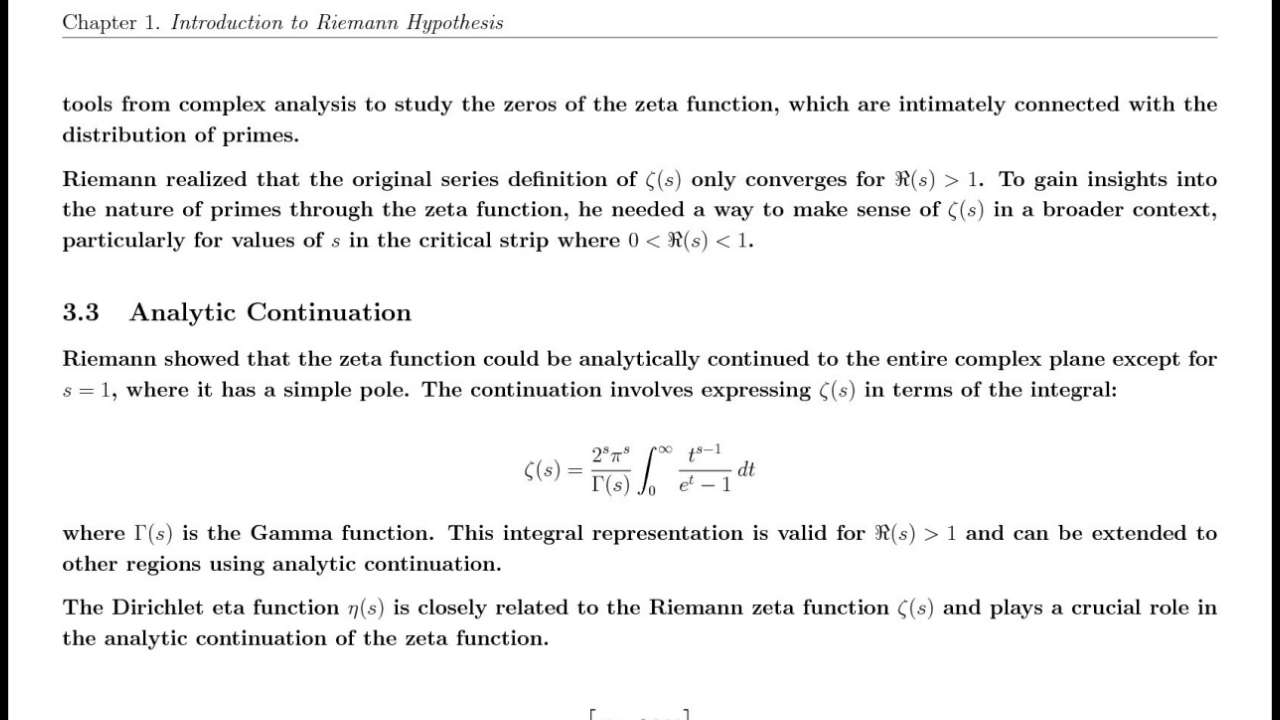 Chapter 1. Introduction to Riemann Hypothesis
tools from complex analysis to study the zeros of the zeta function, which are intimately connected with the
distribution of primes.
Riemann realized that the original series definition of ζ(s) only converges for ℜ(s) > 1. To gain insights into
the nature of primes through the zeta function, he needed a way to make sense of ζ(s) in a broader context,
particularly for values of s in the critical strip where 0 < ℜ(s) < 1.
3.3 Analytic Continuation
Riemann showed that the zeta function could be analytically continued to the entire complex plane except for
s = 1, where it has a simple pole. The continuation involves expressing ζ(s) in terms of the integral:
ζ(s) = \frac{2^s π^s}{Γ(s)} ∫_0^∞ \frac{t^{s−1}}{e^t − 1} dt
where Γ(s) is the Gamma function. This integral representation is valid for ℜ(s) > 1 and can be extended to
other regions using analytic continuation.
The Dirichlet eta function η(s) is closely related to the Riemann zeta function ζ(s) and plays a crucial role in
the analytic continuation of the zeta function.